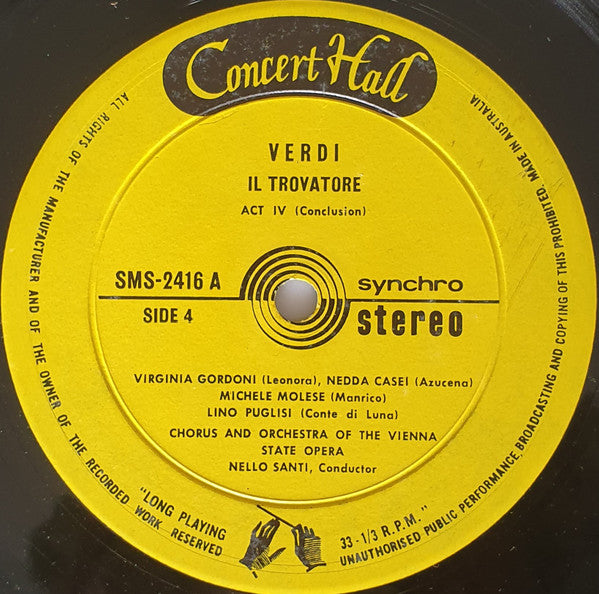 Concert Hall
VERDI
IL TROVATORE
ACT IV (Conclusion)
SMS-2416 A
synchro
SIDE 4
stereo
VIRGINIA GORDONI (Leonora), NEDDA CASEI (Azucena)
MICHELE MOLESE (Manrico)
LINO PUGLISI (Conte di Luna)
CHORUS AND ORCHESTRA OF THE VIENNA
STATE OPERA
NELLO SANTI, Conductor
ALL RIGHTS OF THE MANUFACTURER AND OF THE OWNER OF THE RECORDED WORK RESERVED
"LONG PLAYING
33-1/3 R.P.M."
UNAUTHORISED PUBLIC PERFORMANCE, BROADCASTING AND COPYING OF THIS PROHIBITED. MADE IN AUSTRALIA